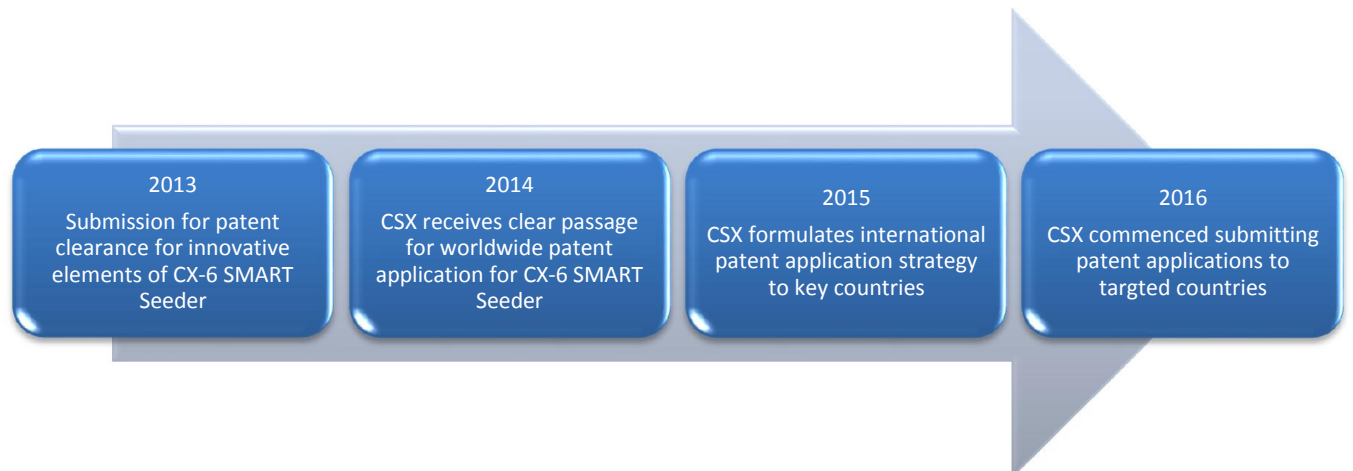 2013
Submission for patent
clearance for innovative
elements of CX-6 SMART
Seeder
2014
CSX receives clear passage
for worldwide patent
application for CX-6 SMART
Seeder
2015
CSX formulates international
patent application strategy
to key countries
2016
CSX commenced submitting
patent applications to
targted countries